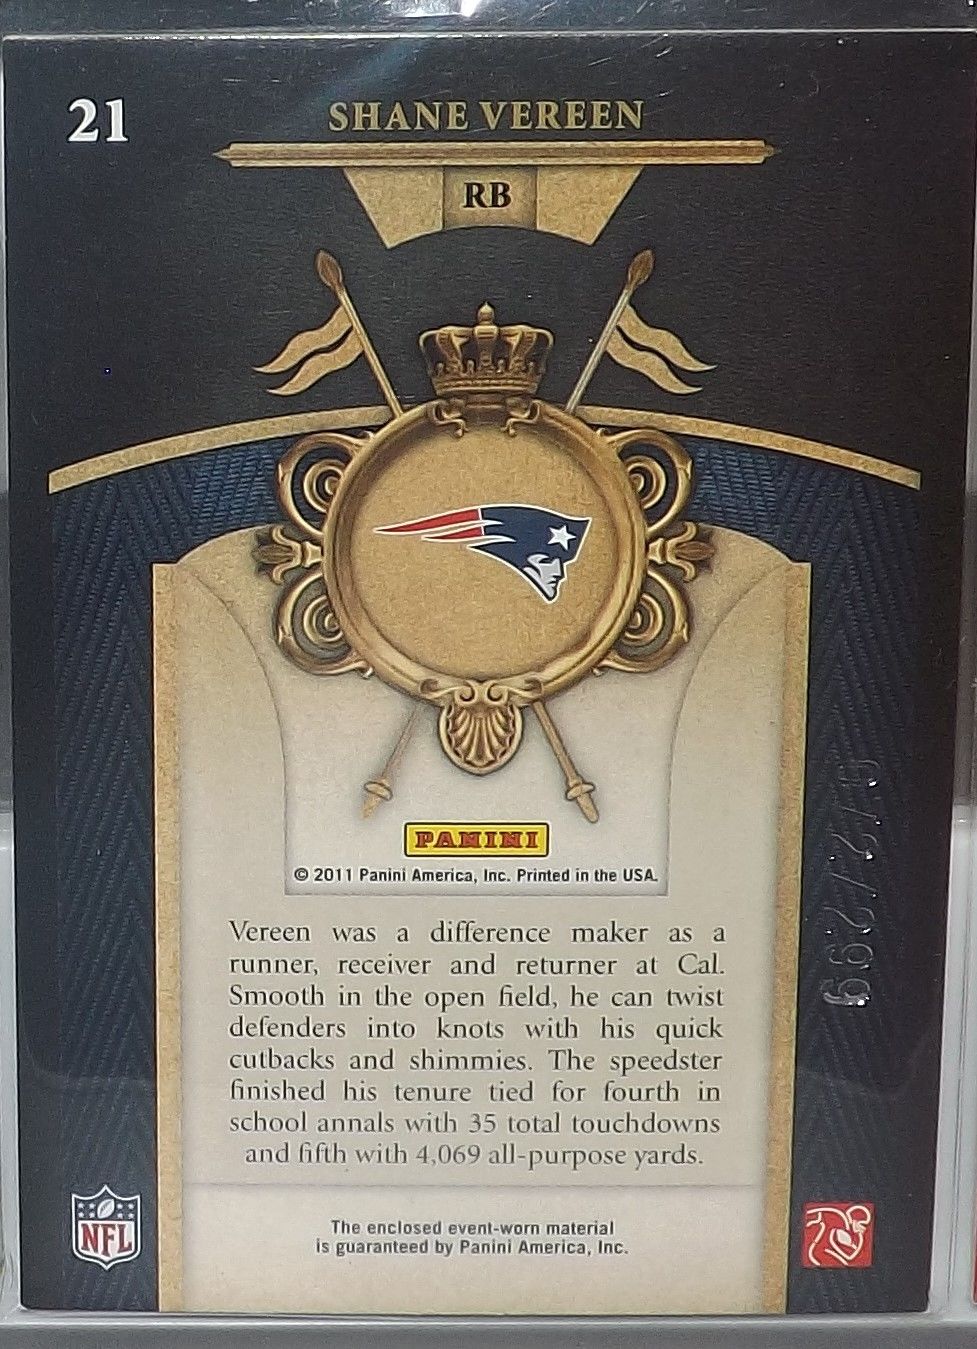 21
SHANE VEREEN
RB
PANINI
© 2011 Panini America, Inc. Printed in the USA.
Vereen was a difference maker as a
runner, receiver and returner at Cal.
Smooth in the open field, he can twist
defenders into knots with his quick
cutbacks and shimmies. The speedster
finished his tenure tied for fourth in
school annals with 35 total touchdowns
and fifth with 4,069 all-purpose yards.
NFL
The enclosed event-worn material
is guaranteed by Panini America, Inc.